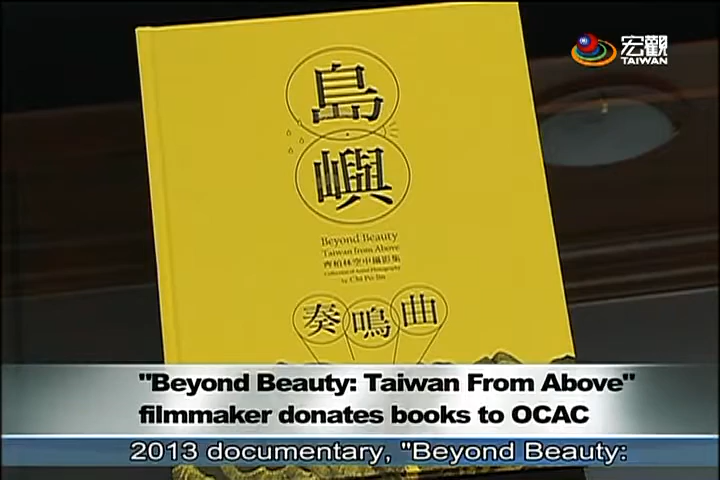 宏觀
TAIWAN
島
嶼
Beyond Beauty
Taiwan from Above
齊柏林空中攝影集
Collection of Aerial Photography
by Chi Po-lin
奏鳴曲
"Beyond Beauty: Taiwan From Above"
filmmaker donates books to OCAC
2013 documentary, "Beyond Beauty: